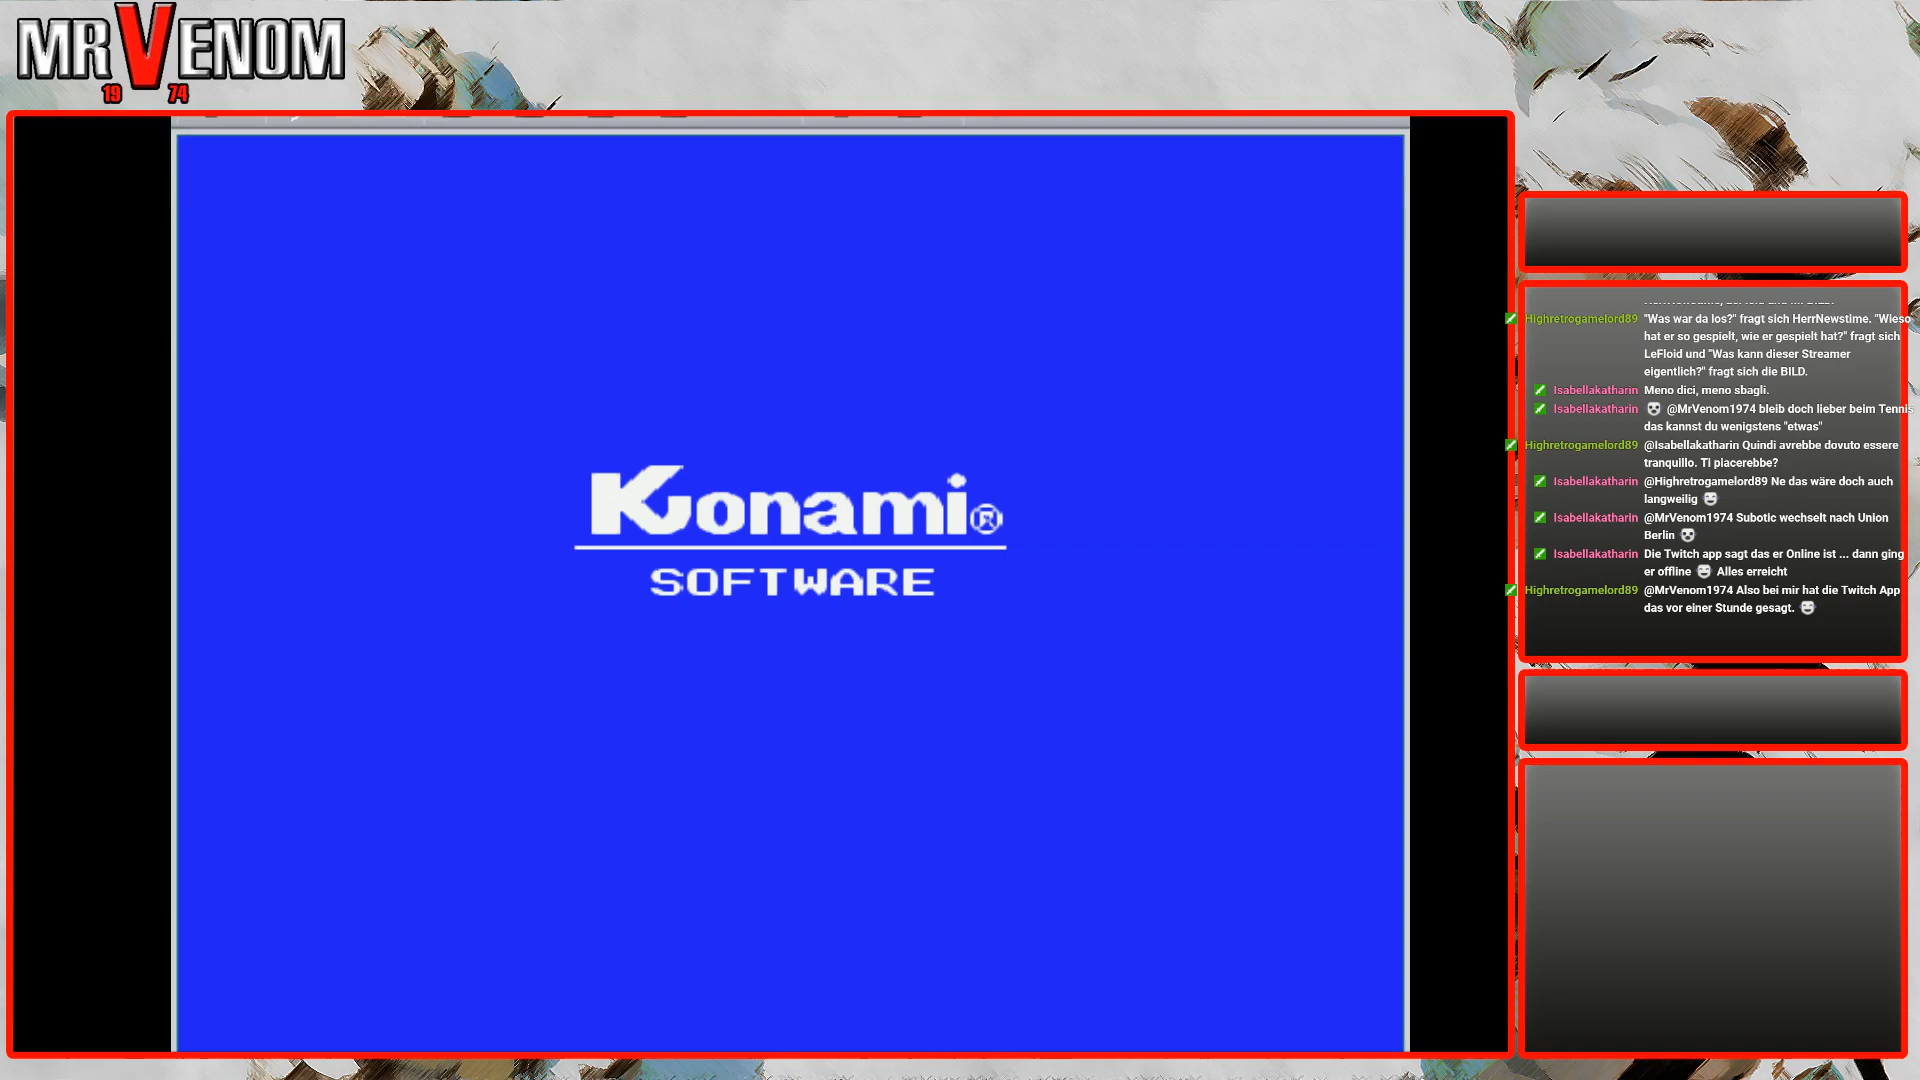 MRVENOM
19 74
Konami®
SOFTWARE
Highretrogamelord89 "Was war da los?" fragt sich HerrNewstime. "Wieso
hat er so gespielt, wie er gespielt hat?" fragt sich
LeFloid und "Was kann dieser Streamer
eigentlich?" fragt sich die BILD.
Isabellakatharin Meno dici, meno sbagli.
Isabellakatharin @MrVenom1974 bleib doch lieber beim Tennis
das kannst du wenigstens "etwas"
Highretrogamelord89 @Isabellakatharin Quindi avrebbe dovuto essere
tranquillo. Ti piacerebbe?
Isabellakatharin @Highretrogamelord89 Ne das wäre doch auch
langweilig
Isabellakatharin @MrVenom1974 Subotic wechselt nach Union
Berlin
Isabellakatharin Die Twitch app sagt das er Online ist ... dann ging
er offline Alles erreicht
Highretrogamelord89 @MrVenom1974 Also bei mir hat die Twitch App
das vor einer Stunde gesagt.